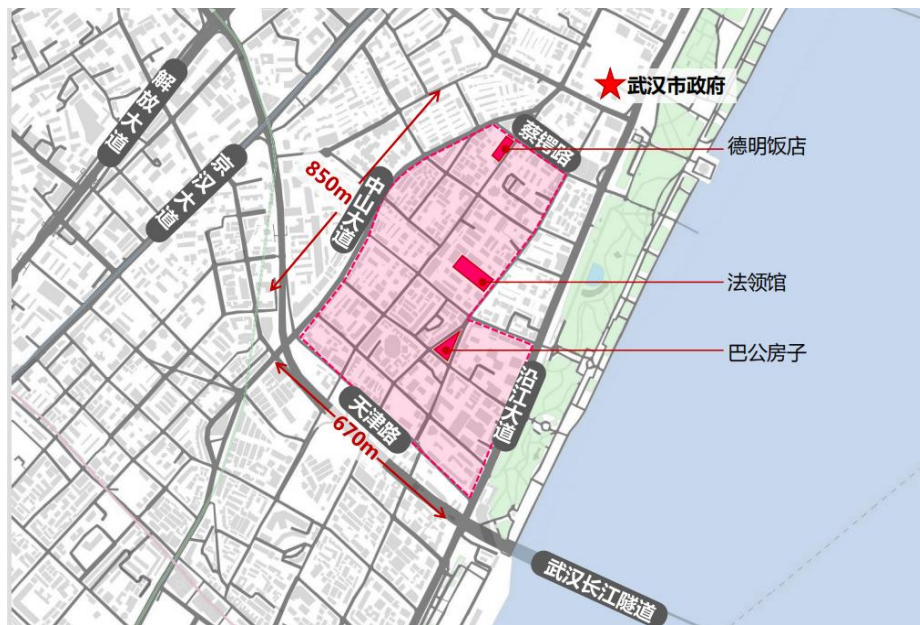 武汉市政府
解放大道
蔡锷路
德明饭店
京汉大道
850m
中山大道
法领馆
巴公房子
沿江大道
天津路
670m
武汉长江隧道